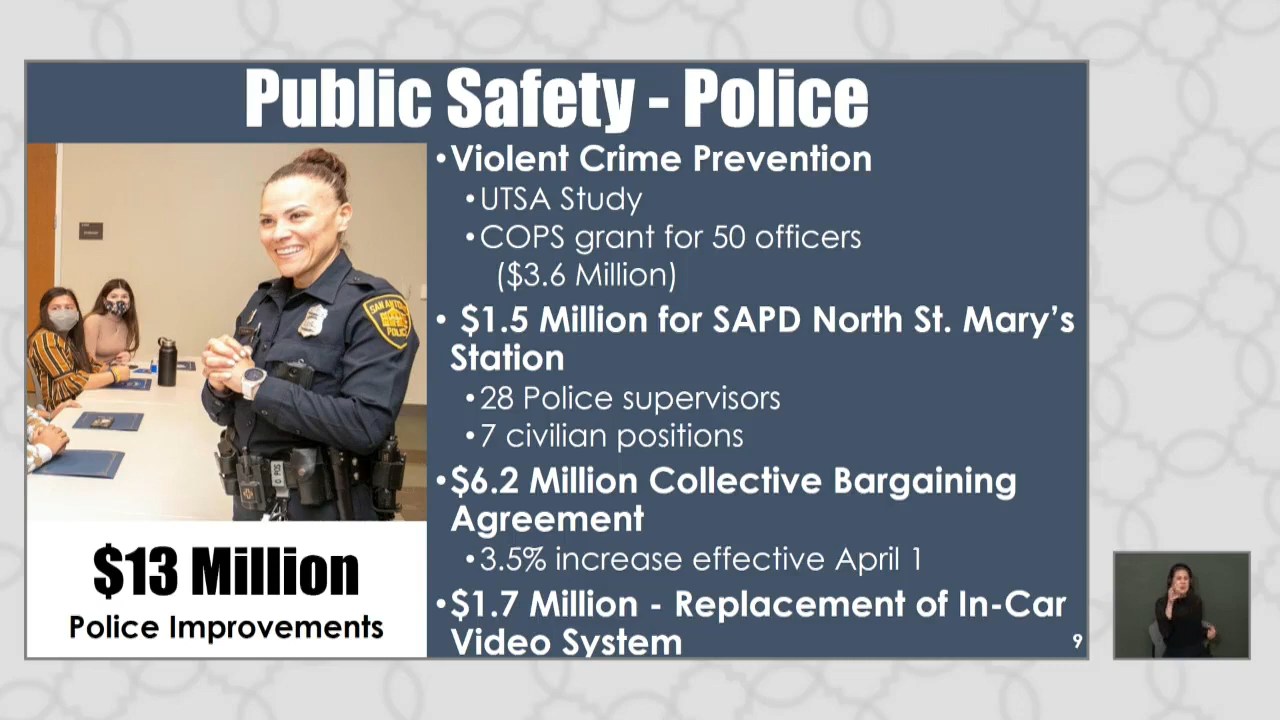 Public Safety - Police
•Violent Crime Prevention
•UTSA Study
•COPS grant for 50 officers
($3.6 Million)
• $1.5 Million for SAPD North St. Mary's
Station
•28 Police supervisors
•7 civilian positions
•$6.2 Million Collective Bargaining
Agreement
•3.5% increase effective April 1
•$1.7 Million - Replacement of In-Car
Video System
SAN ANTONIO
POLICE
$13 Million
Police Improvements
9